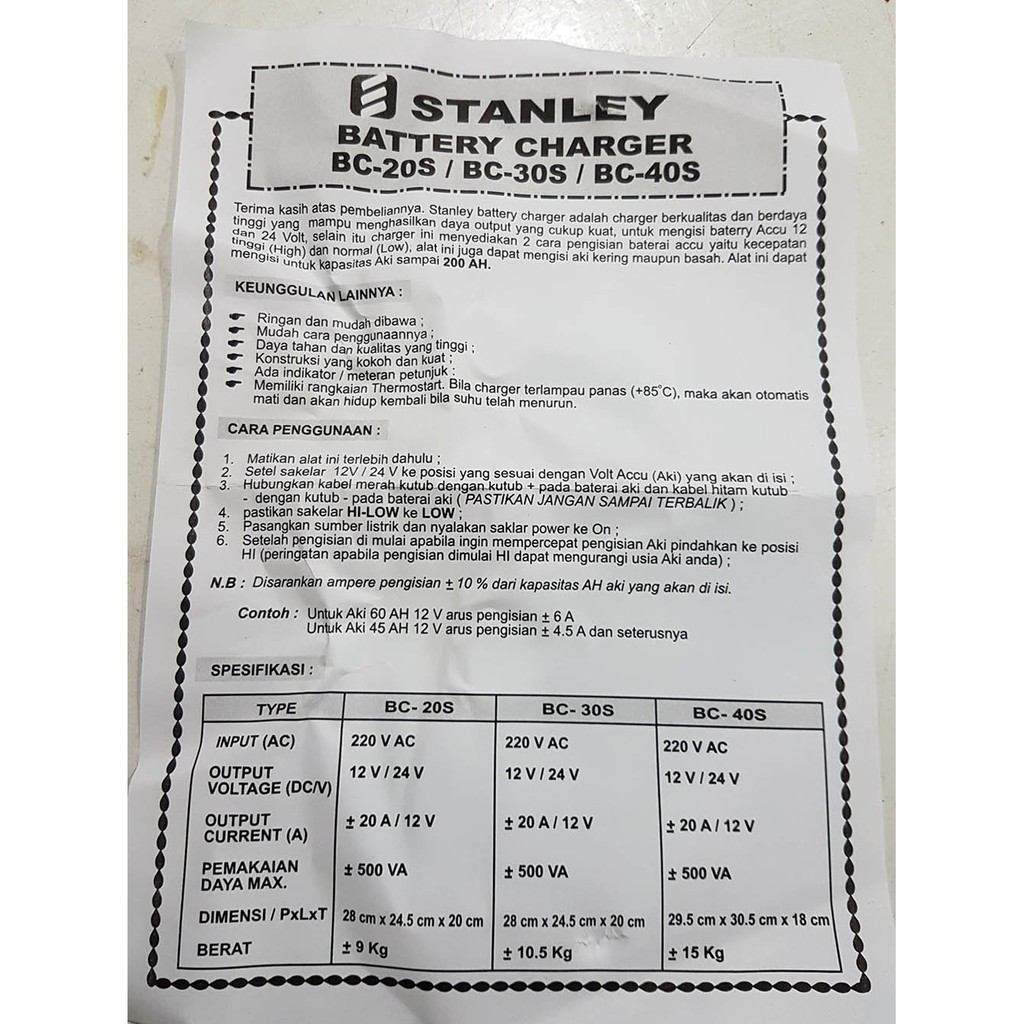 STANLEY
BATTERY CHARGER
BC-20S / BC-30S / BC-40S
Terima kasih atas pembeliannya. Stanley battery charger adalah charger berkualitas dan berdaya
tinggi yang mampu menghasilkan daya output yang cukup kuat, untuk mengisi baterry Accu 12
dan 24 Volt, selain itu charger ini menyediakan 2 cara pengisian baterai accu yaitu kecepatan
tinggi (High) dan normal (Low), alat ini juga dapat mengisi aki kering maupun basah. Alat ini dapat
mengisi untuk kapasitas Aki sampai 200 AH.
KEUNGGULAN LAINNYA :
Ringan dan mudah dibawa ;
Mudah cara penggunaannya ;
Daya tahan dan kualitas yang tinggi ;
Konstruksi yang kokoh dan kuat ;
Ada indikator / meteran petunjuk :
Memiliki rangkaian Thermostart. Bila charger terlampau panas (+85°C), maka akan otomatis
mati dan akan hidup kembali bila suhu telah menurun.
CARA PENGGUNAAN :
1. Matikan alat ini terlebih dahulu ;
2. Setel sakelar 12V / 24 V ke posisi yang sesuai dengan Volt Accu (Aki) yang akan di isi ;
3. Hubungkan kabel merah kutub dengan kutub + pada baterai aki dan kabel hitam kutub
- dengan kutub - pada baterai aki ( PASTIKAN JANGAN SAMPAI TERBALIK ) ;
4. pastikan sakelar HI-LOW ke LOW ;
5. Pasangkan sumber listrik dan nyalakan saklar power ke On ;
6. Setelah pengisian di mulai apabila ingin mempercepat pengisian Aki pindahkan ke posisi
HI (peringatan apabila pengisian dimulai HI dapat mengurangi usia Aki anda) ;
N.B : Disarankan ampere pengisian ± 10 % dari kapasitas AH aki yang akan di isi.
Contoh : Untuk Aki 60 AH 12 V arus pengisian ± 6 A
Untuk Aki 45 AH 12 V arus pengisian ± 4.5 A dan seterusnya
SPESIFIKASI :
TYPE BC- 20S BC- 30S BC- 40S
INPUT (AC) 220 V AC 220 V AC 220 V AC
OUTPUT VOLTAGE (DC/V) 12 V / 24 V 12 V / 24 V 12 V / 24 V
OUTPUT CURRENT (A) ± 20 A / 12 V ± 20 A / 12 V ± 20 A / 12 V
PEMAKAIAN DAYA MAX. ± 500 VA ± 500 VA ± 500 VA
DIMENSI / PxLxT 28 cm x 24.5 cm x 20 cm 28 cm x 24.5 cm x 20 cm 29.5 cm x 30.5 cm x 18 cm
BERAT ± 9 Kg ± 10.5 Kg ± 15 Kg